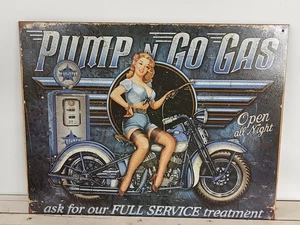 PUMP N GO GAS
Open
all Night
ask for our FULL SERVICE treatment